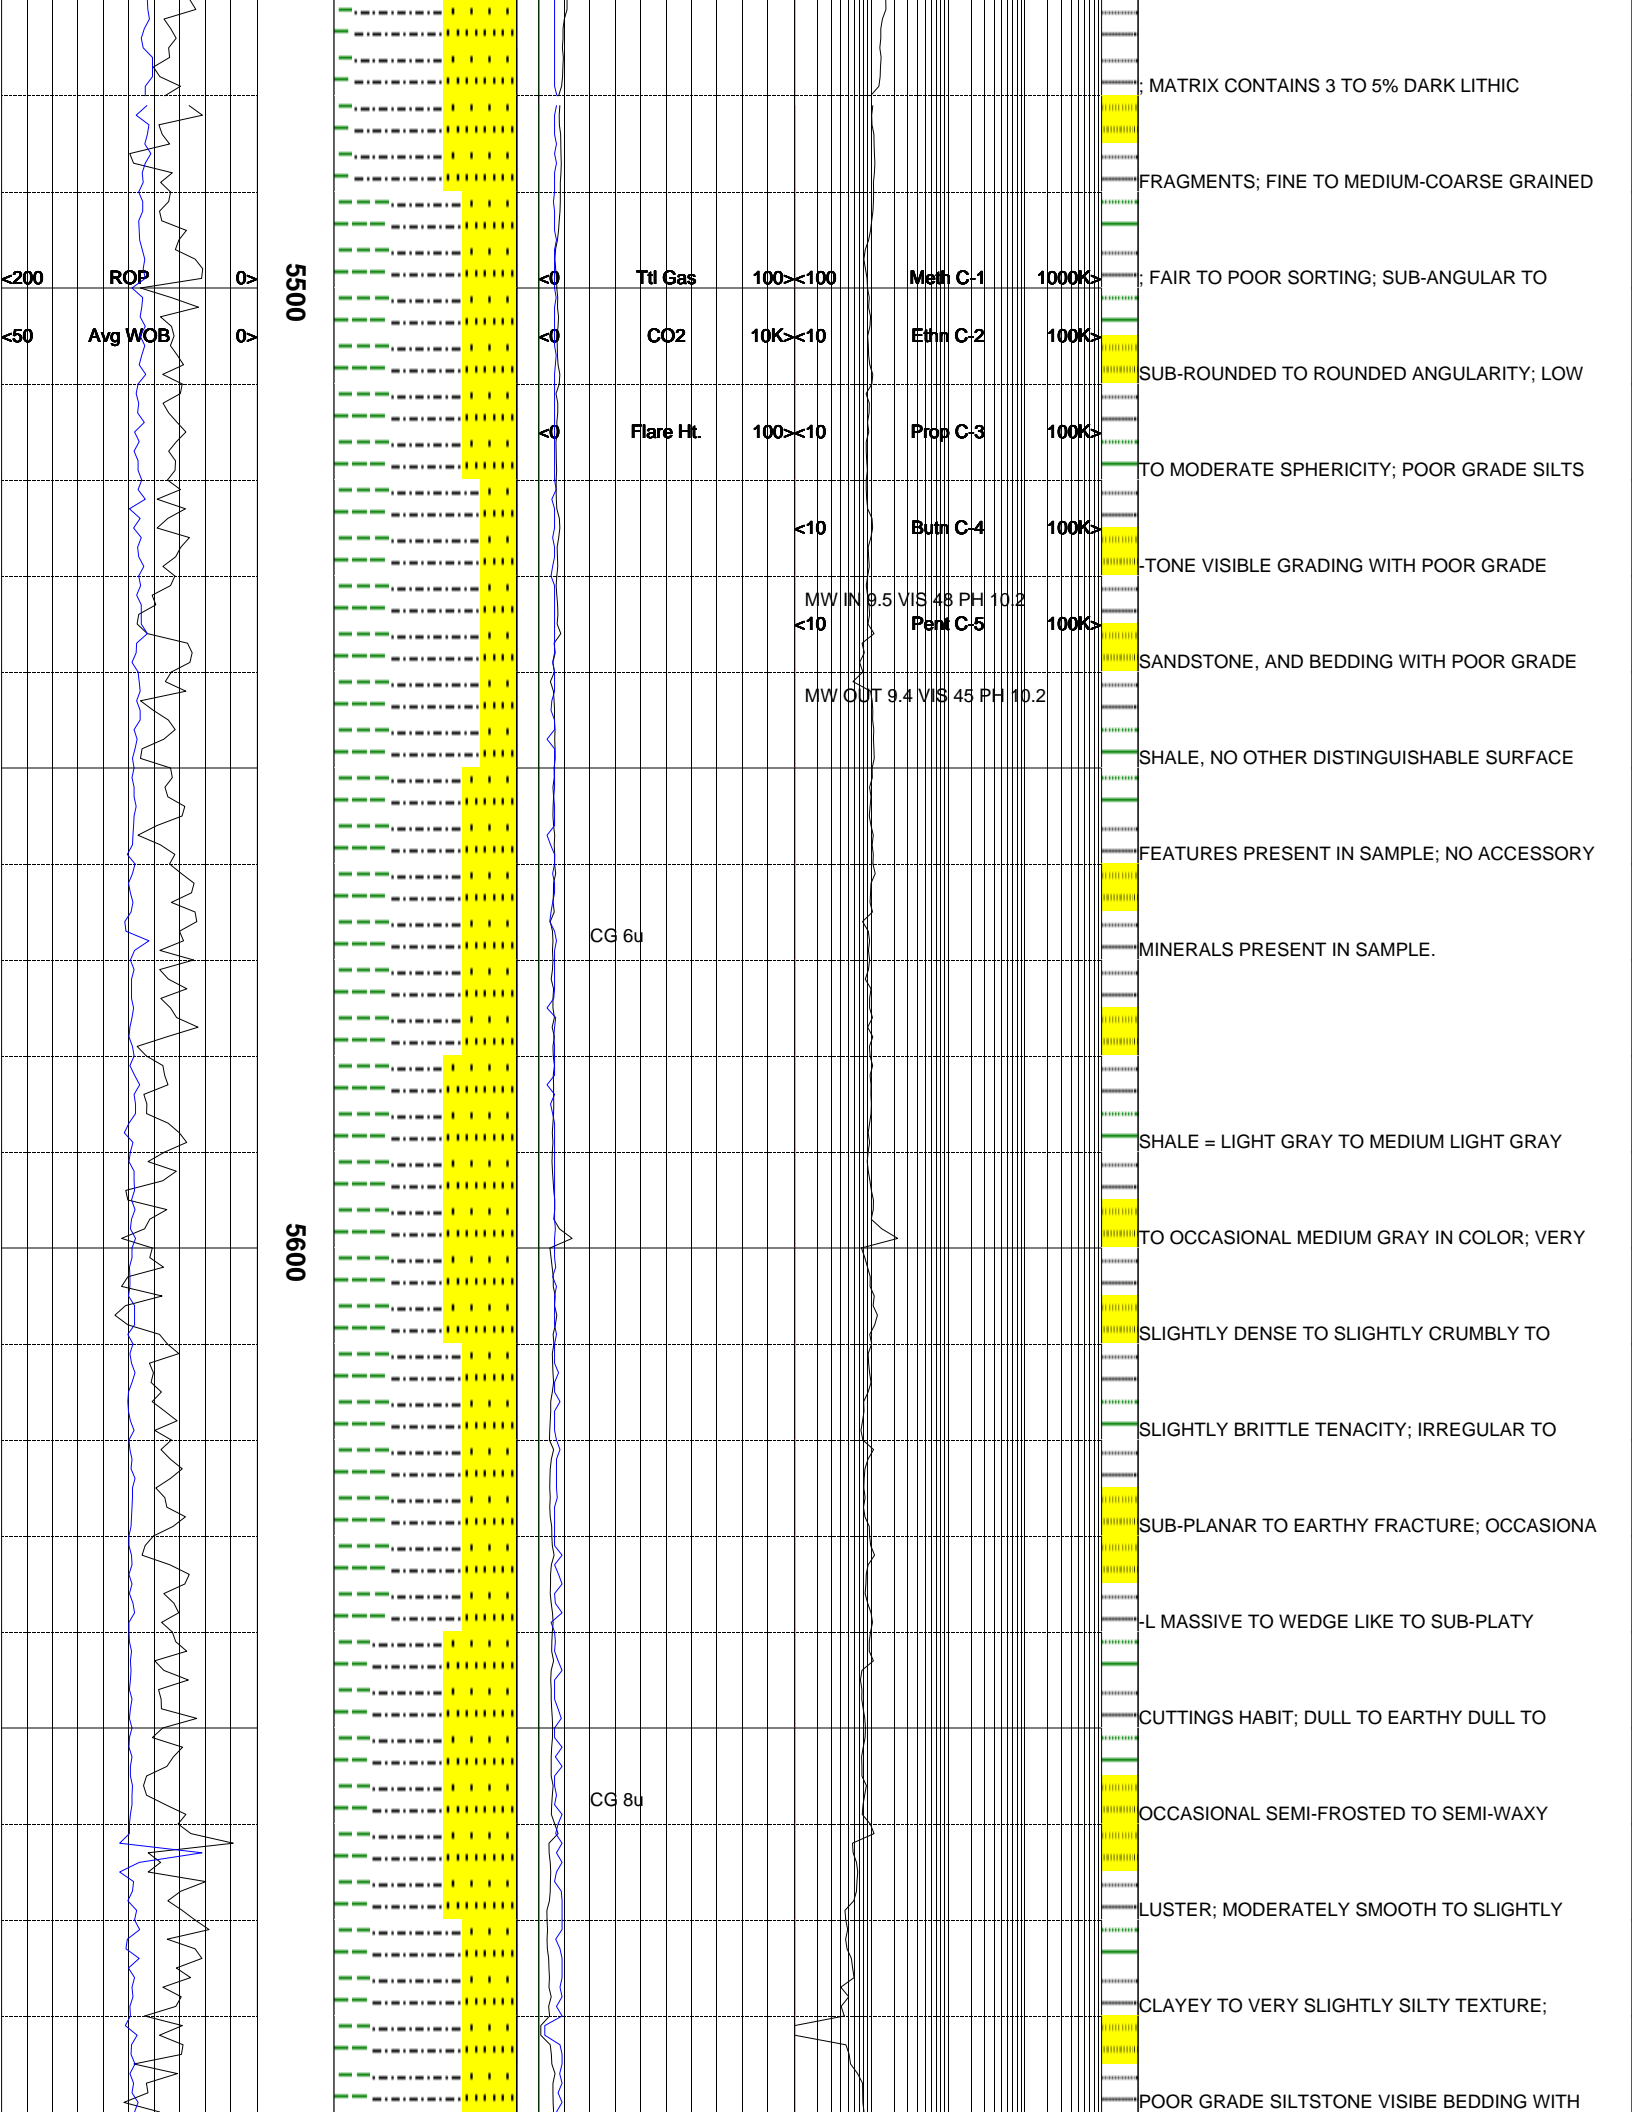 ; MATRIX CONTAINS 3 TO 5% DARK LITHIC
FRAGMENTS; FINE TO MEDIUM-COARSE GRAINED
<200 ROP 0>
5500
<0 Ttl Gas 100>
<100 Meth C-1 1000K>
; FAIR TO POOR SORTING; SUB-ANGULAR TO
<50 Avg WOB 0>
<0 CO2 10K>
<10 Ethn C-2 100K>
SUB-ROUNDED TO ROUNDED ANGULARITY; LOW
<0 Flare Ht. 100>
<10 Prop C-3 100K>
TO MODERATE SPHERICITY; POOR GRADE SILTS
<10 Butn C-4 100K>
-TONE VISIBLE GRADING WITH POOR GRADE
MW IN 9.5 VIS 48 PH 10.2
<10 Pent C-5 100K>
SANDSTONE, AND BEDDING WITH POOR GRADE
MW OUT 9.4 VIS 45 PH 10.2
SHALE, NO OTHER DISTINGUISHABLE SURFACE
FEATURES PRESENT IN SAMPLE; NO ACCESSORY
CG 6u
MINERALS PRESENT IN SAMPLE.
SHALE = LIGHT GRAY TO MEDIUM LIGHT GRAY
5600
TO OCCASIONAL MEDIUM GRAY IN COLOR; VERY
SLIGHTLY DENSE TO SLIGHTLY CRUMBLY TO
SLIGHTLY BRITTLE TENACITY; IRREGULAR TO
SUB-PLANAR TO EARTHY FRACTURE; OCCASIONA
-L MASSIVE TO WEDGE LIKE TO SUB-PLATY
CUTTINGS HABIT; DULL TO EARTHY DULL TO
CG 8u
OCCASIONAL SEMI-FROSTED TO SEMI-WAXY
LUSTER; MODERATELY SMOOTH TO SLIGHTLY
CLAYEY TO VERY SLIGHTLY SILTY TEXTURE;
POOR GRADE SILTSTONE VISIBE BEDDING WITH